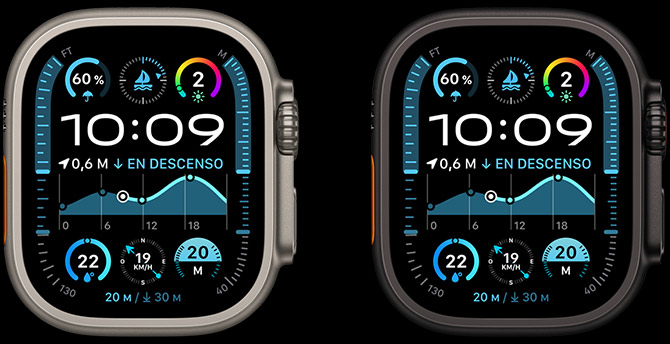 FT M
60 % 2
10:09
0,6 M ↓ EN DESCENSO
0 6 12 18
N
22 O 19 E 20
KM/H M
S
130 40
20 M / 30 M
FT M
60 % 2
10:09
0,6 M ↓ EN DESCENSO
0 6 12 18
N
22 O 19 E 20
KM/H M
S
130 40
20 M / 30 M